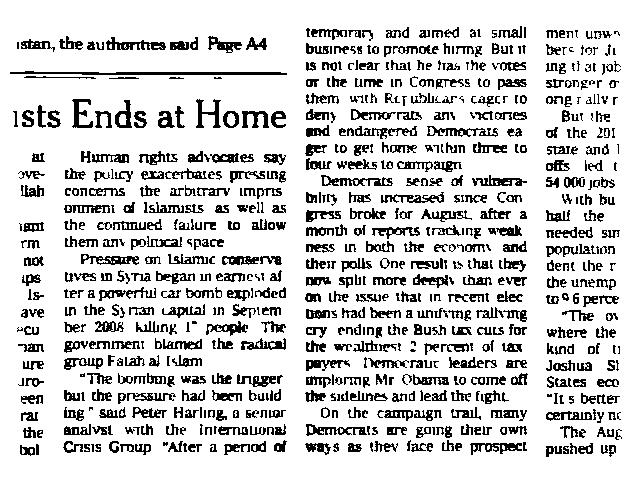 istan, the authorities said Page A4
ists Ends at Home
at
ove-
llah
iant
rm
not
ips
Is-
ave
ecu
nan
ure
uro-
een
rat
the
bol
Human rights advocates say
the policy exacerbates pressing
concerns the arbitrary impris
onment of Islamists as well as
the continued failure to allow
them any political space
Pressure on Islamic conserva
tives in Syria began in earnest af
ter a powerful car bomb exploded
in the Syrian capital in Septem
ber 2008 killing 1" people The
government blamed the radical
group Fatah al Islam
"The bombing was the trigger
but the pressure had been build
ing" said Peter Harling, a senior
analyst with the International
Crisis Group "After a period of
temporary and aimed at small
business to promote hiring But it
is not clear that he has the votes
or the time in Congress to pass
them with Republicans eager to
deny Democrats any victories
and endangered Democrats ea
ger to get home within three to
four weeks to campaign
Democrats sense of vulnera-
bility has increased since Con
gress broke for August, after a
month of reports tracking weak
ness in both the economy and
their polls One result is that they
now split more deeply than ever
on the issue that in recent elec
tions had been a unifying rallying
cry ending the Bush tax cuts for
the wealthiest 2 percent of tax
payers Democratic leaders are
imploring Mr Obama to come off
the sidelines and lead the fight
On the campaign trail, many
Democrats are going their own
ways as they face the prospect
ment unw
bers for Ju
ing that job
stronger o
ong rally r
But the
of the 201
state and l
offs led t
54 000 jobs
With bu
half the
needed sin
population
dent the r
the unemp
to 9 6 perce
"The ov
where the
kind of ti
Joshua Sh
States eco
"It s better
certainly no
The Aug
pushed up